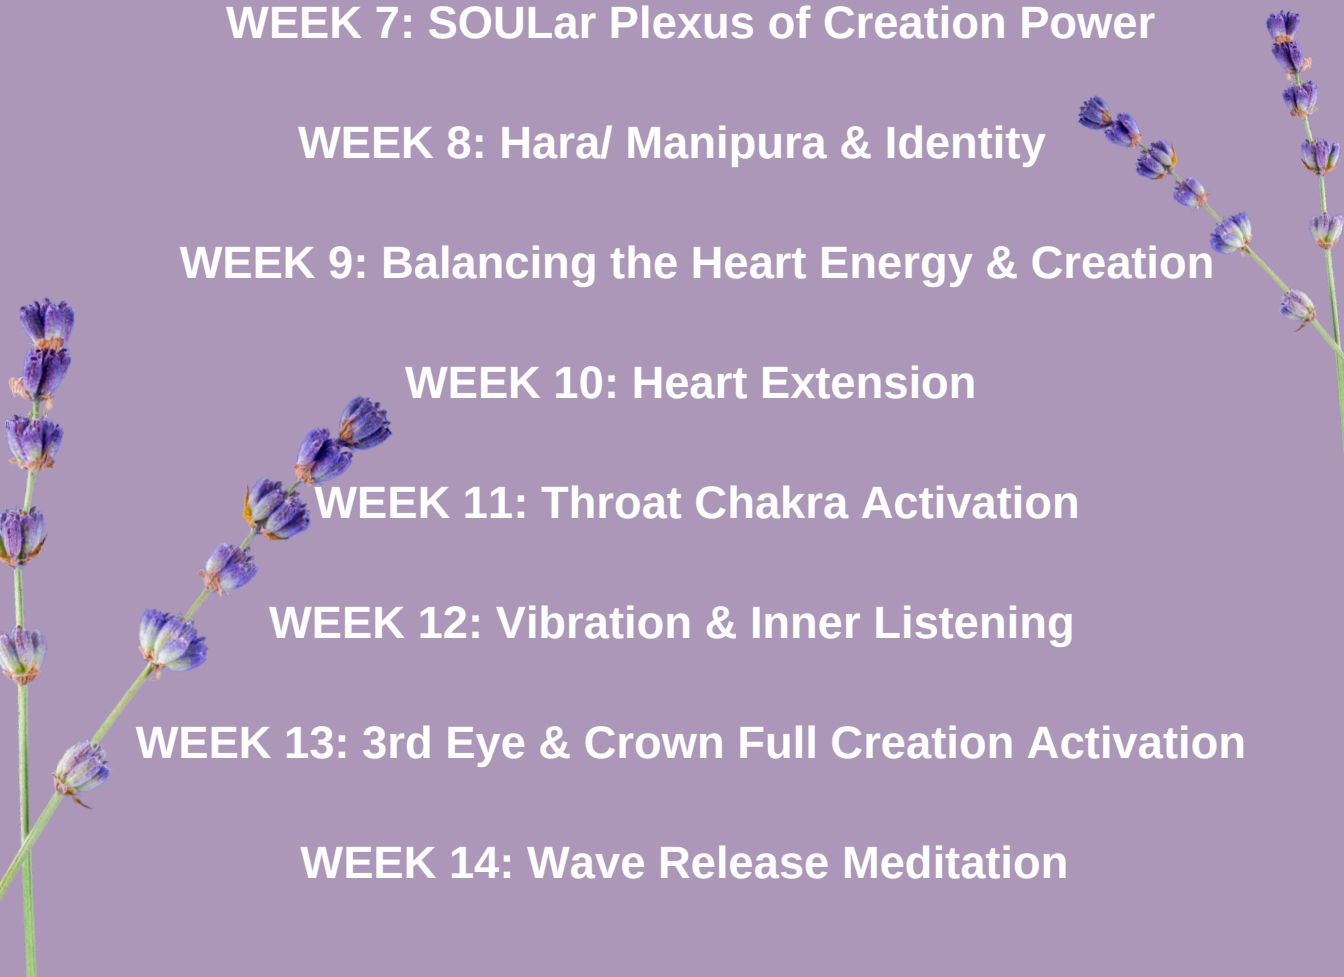 WEEK 7: SOULar Plexus of Creation Power
WEEK 8: Hara/ Manipura & Identity
WEEK 9: Balancing the Heart Energy & Creation
WEEK 10: Heart Extension
WEEK 11: Throat Chakra Activation
WEEK 12: Vibration & Inner Listening
WEEK 13: 3rd Eye & Crown Full Creation Activation
WEEK 14: Wave Release Meditation